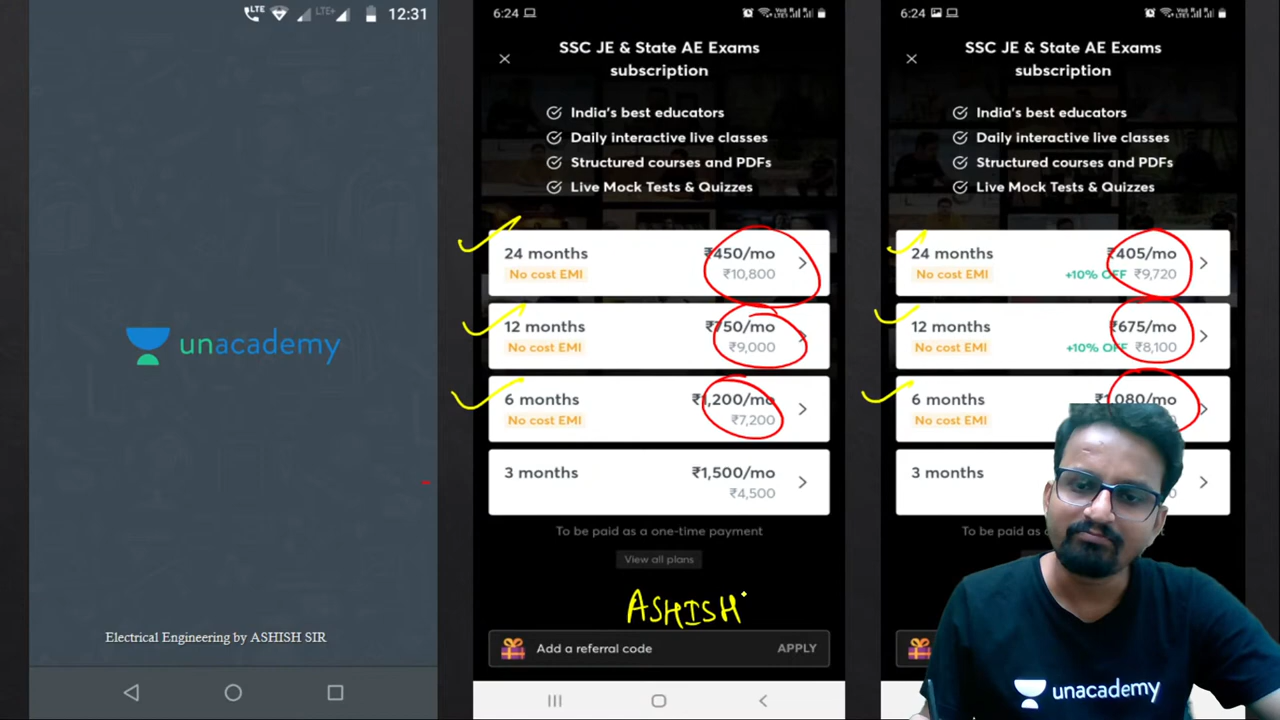 LTE LTE+ 12:31
unacademy
Electrical Engineering by ASHISH SIR
6:24
SSC JE & State AE Exams
subscription
India's best educators
Daily interactive live classes
Structured courses and PDFs
Live Mock Tests & Quizzes
24 months ₹450/mo
No cost EMI ₹10,800
12 months ₹750/mo
No cost EMI ₹9,000
6 months ₹1,200/mo
No cost EMI ₹7,200
3 months ₹1,500/mo
₹4,500
To be paid as a one-time payment
View all plans
ASHISH
Add a referral code APPLY
6:24
SSC JE & State AE Exams
subscription
India's best educators
Daily interactive live classes
Structured courses and PDFs
Live Mock Tests & Quizzes
24 months ₹405/mo
No cost EMI +10% OFF ₹9,720
12 months ₹675/mo
No cost EMI +10% OFF ₹8,100
6 months ₹1,080/mo
No cost EMI
3 months
To be paid as
unacademy